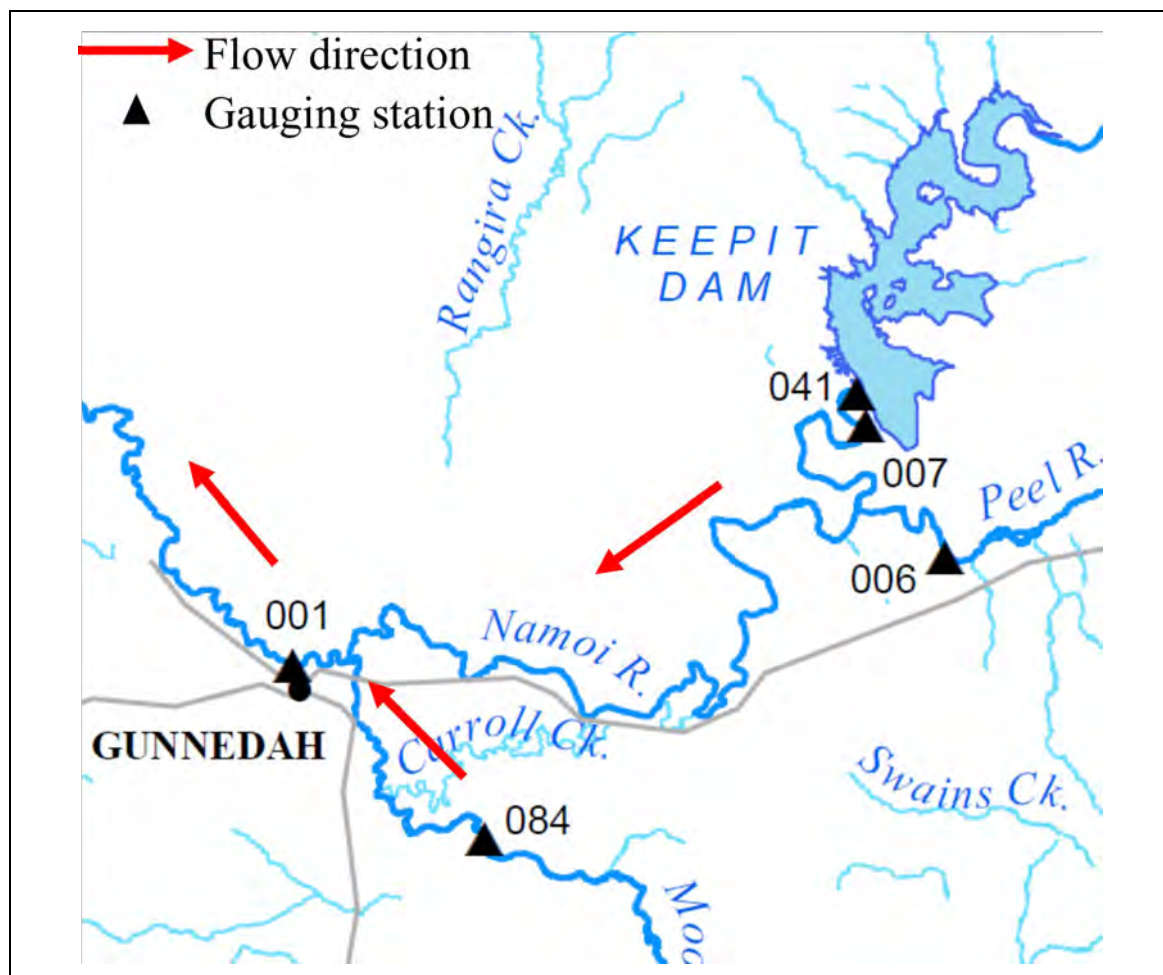 Flow direction
Gauging station
Rangira Ck.
KEEPIT
DAM
041
007
Peel R.
006
001
Namoi R.
GUNNEDAH
Carroll Ck.
084
Swains Ck.
Moo